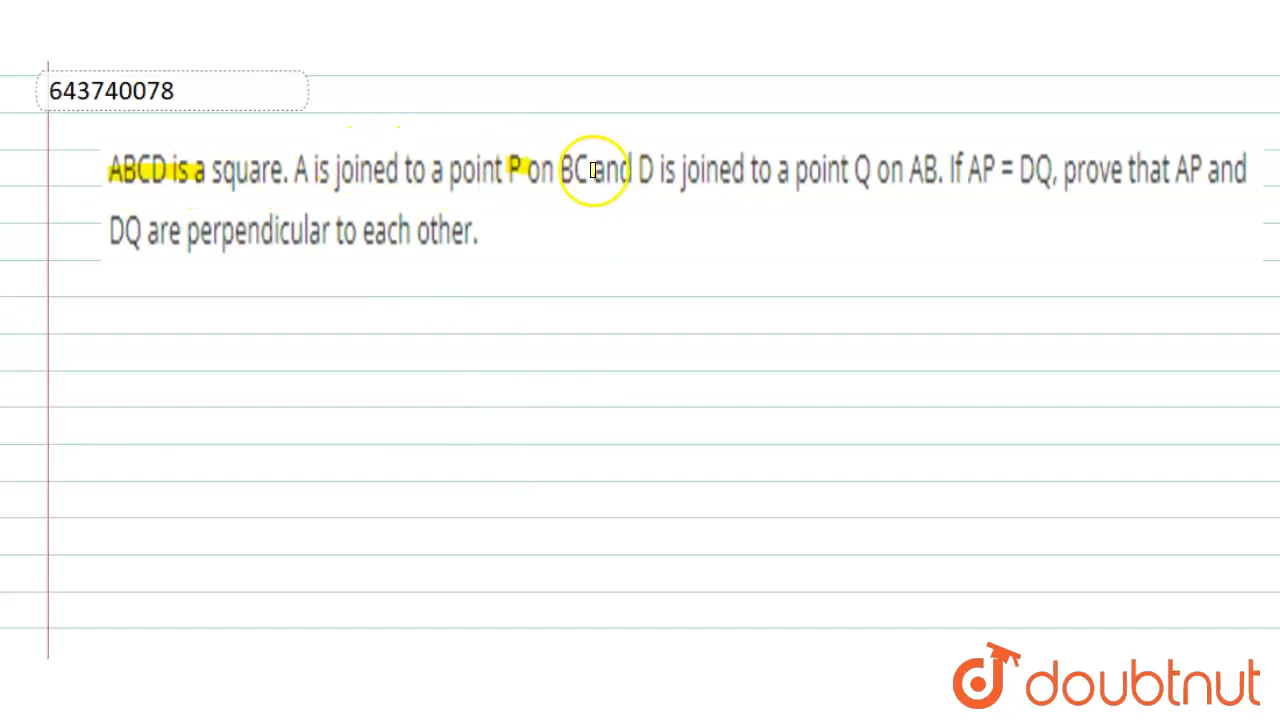 643740078
ABCD is a square. A is joined to a point P on BC and D is joined to a point Q on AB. If AP = DQ, prove that AP and
DQ are perpendicular to each other.
doubtnut